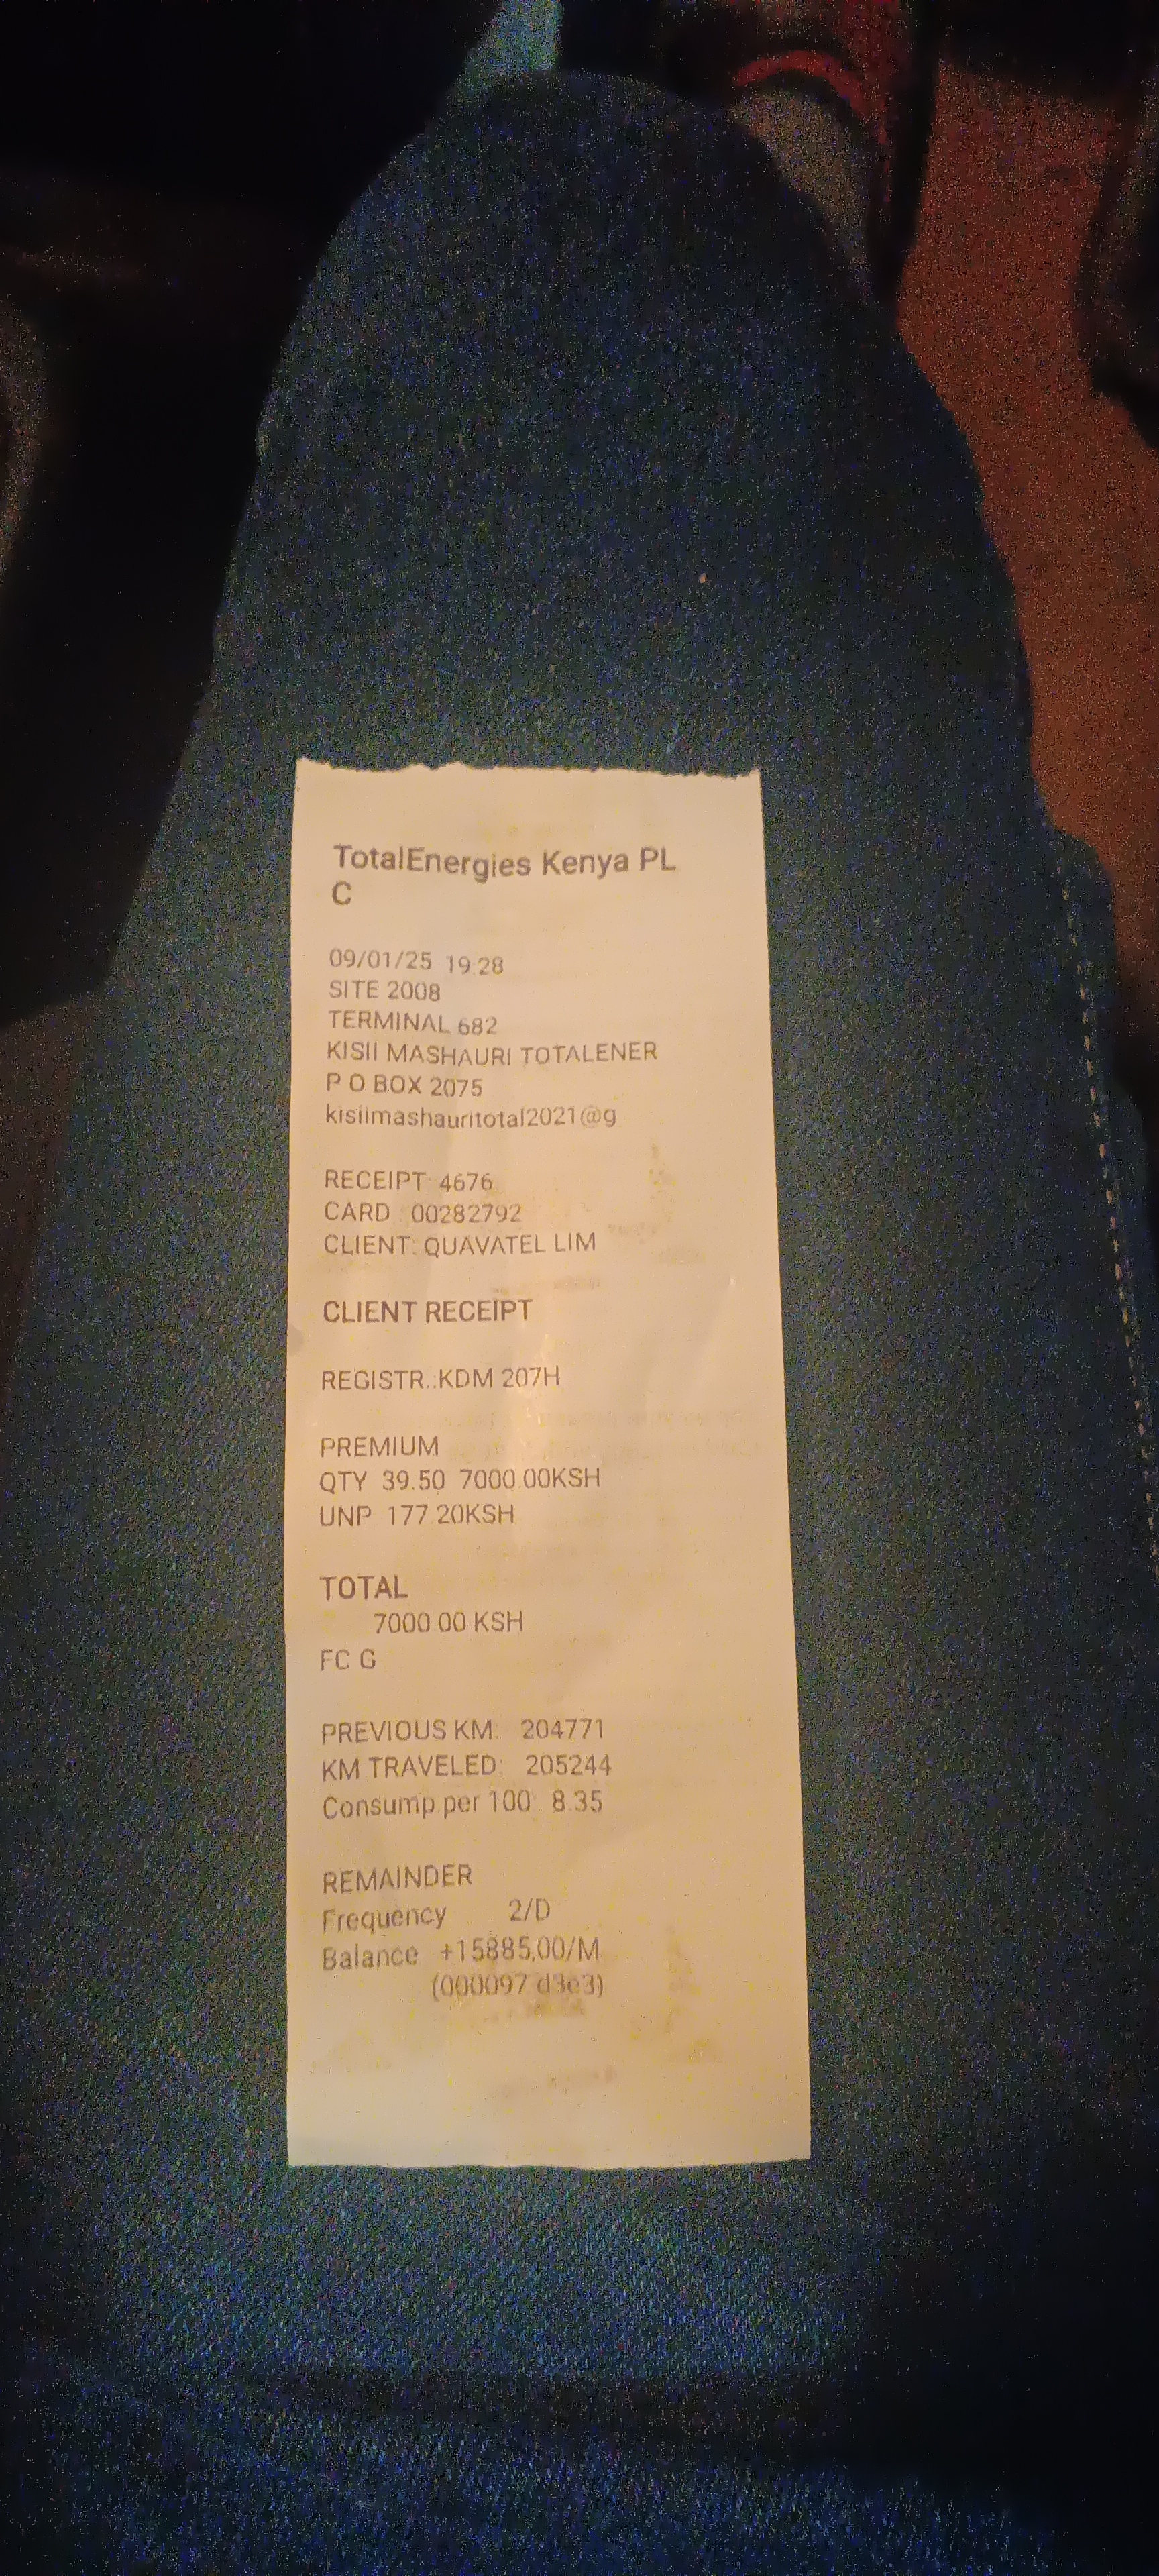 TotalEnergies Kenya PL
C
09/01/25 19:28
SITE 2008
TERMINAL 682
KISII MASHAURI TOTALENER
P O BOX 2075
kisiimashauritotal2021@g
RECEIPT: 4676
CARD : 00282792
CLIENT: QUAVATEL LIM
CLIENT RECEIPT
REGISTR.:KDM 207H
PREMIUM
QTY 39.50 7000.00KSH
UNP 177.20KSH
TOTAL
7000.00 KSH
FC G
PREVIOUS KM: 204771
KM TRAVELED: 205244
Consump.per 100: 8.35
REMAINDER
Frequency 2/D
Balance +15885,00/M
(000097 d3e3)